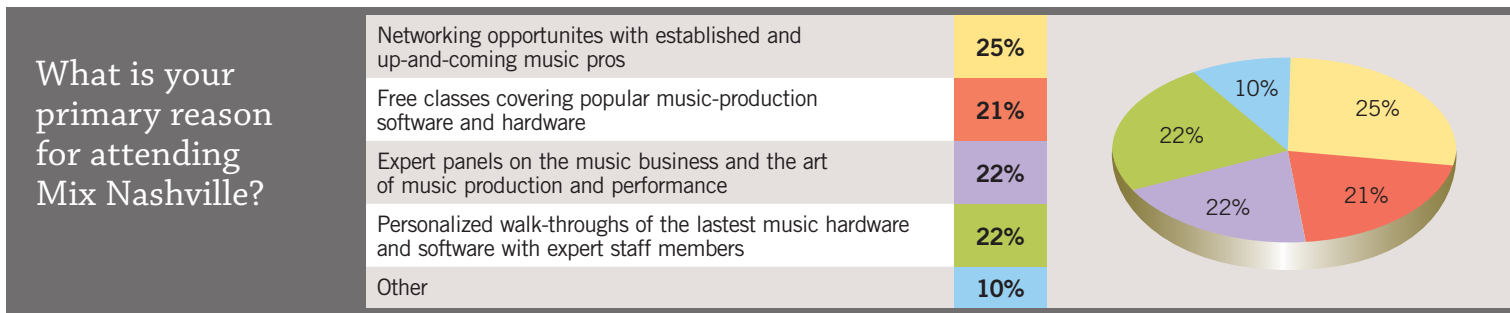 What is your
primary reason
for attending
Mix Nashville?
Networking opportunites with established and
up-and-coming music pros
25%
Free classes covering popular music-production
software and hardware
21%
Expert panels on the music business and the art
of music production and performance
22%
Personalized walk-throughs of the lastest music hardware
and software with expert staff members
22%
Other
10%
10%
25%
22%
21%
22%